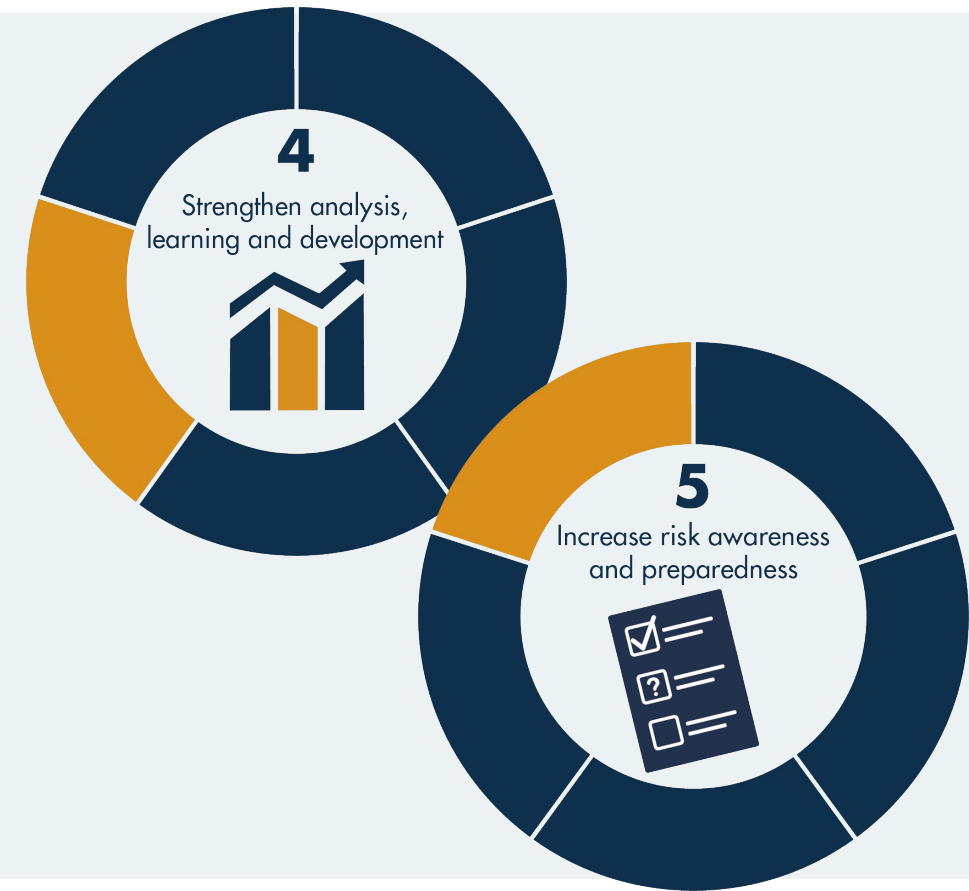 4
Strengthen analysis,
learning and development
5
Increase risk awareness
and preparedness
?